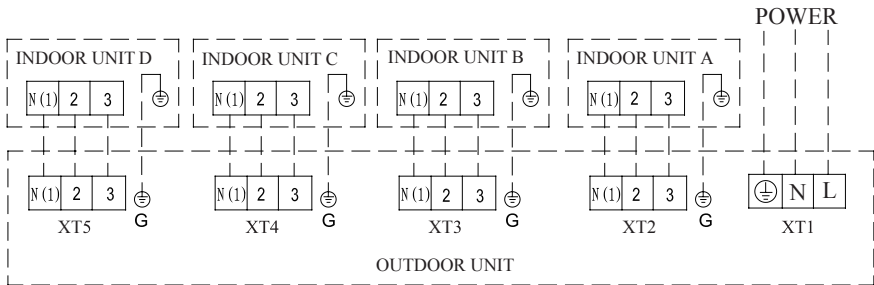 POWER
INDOOR UNIT D INDOOR UNIT C INDOOR UNIT B INDOOR UNIT A
N (1) 2 3 N (1) 2 3 N (1) 2 3 N (1) 2 3
N (1) 2 3 N (1) 2 3 N (1) 2 3 N (1) 2 3 N L
G G G G
XT5 XT4 XT3 XT2 XT1
OUTDOOR UNIT